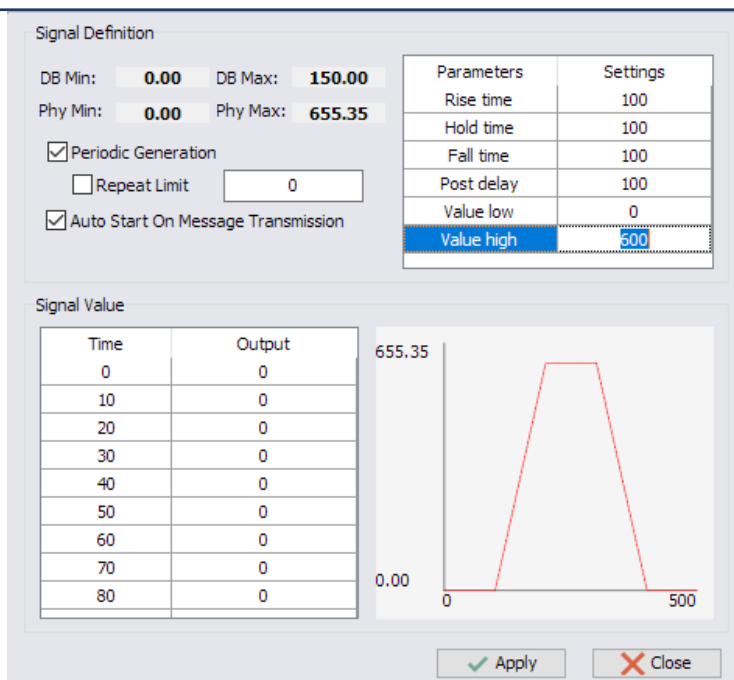 Signal Definition
DB Min: 0.00 DB Max: 150.00
Phy Min: 0.00 Phy Max: 655.35
Periodic Generation
Repeat Limit 0
Auto Start On Message Transmission
Parameters Settings
Rise time 100
Hold time 100
Fall time 100
Post delay 100
Value low 0
Value high 600
Signal Value
Time Output
0 0
10 0
20 0
30 0
40 0
50 0
60 0
70 0
80 0
655.35
0.00
0 500
Apply Close